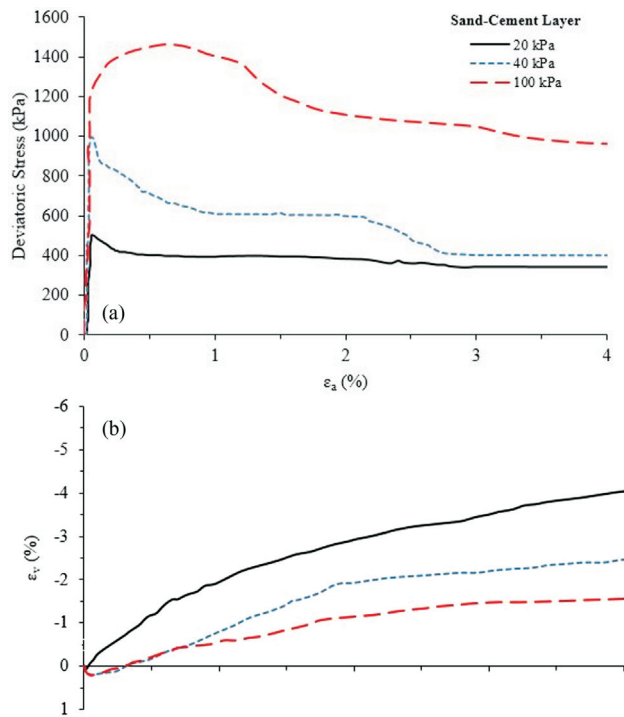 1600
1400
1200
1000
800
600
400
200
0
Deviatoric Stress (kPa)
Sand-Cement Layer
20 kPa
40 kPa
100 kPa
(a)
0 1 2 3 4
εa (%)
(b)
-6
-5
-4
-3
-2
-1
0
1
εv (%)